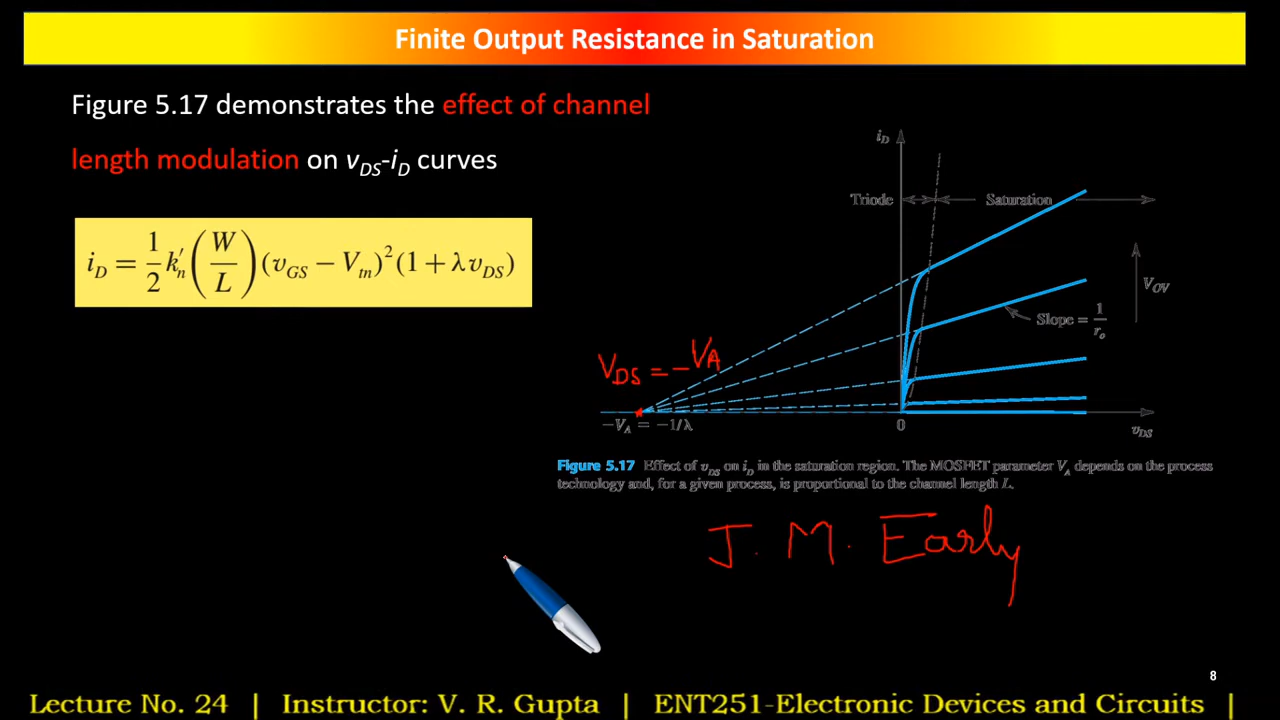 Finite Output Resistance in Saturation
Figure 5.17 demonstrates the effect of channel
length modulation on vDS-iD curves
iD = 1/2 k′n (W/L) (vGS − Vtn)² (1 + λvDS)
iD
Triode
Saturation
VOV
Slope = 1/ro
VDS = −VA
−VA = −1/λ
0
vDS
Figure 5.17 Effect of vDS on iD in the saturation region. The MOSFET parameter VA depends on the process
technology and, for a given process, is proportional to the channel length L.
J. M. Early
8
Lecture No. 24 | Instructor: V. R. Gupta | ENT251-Electronic Devices and Circuits |